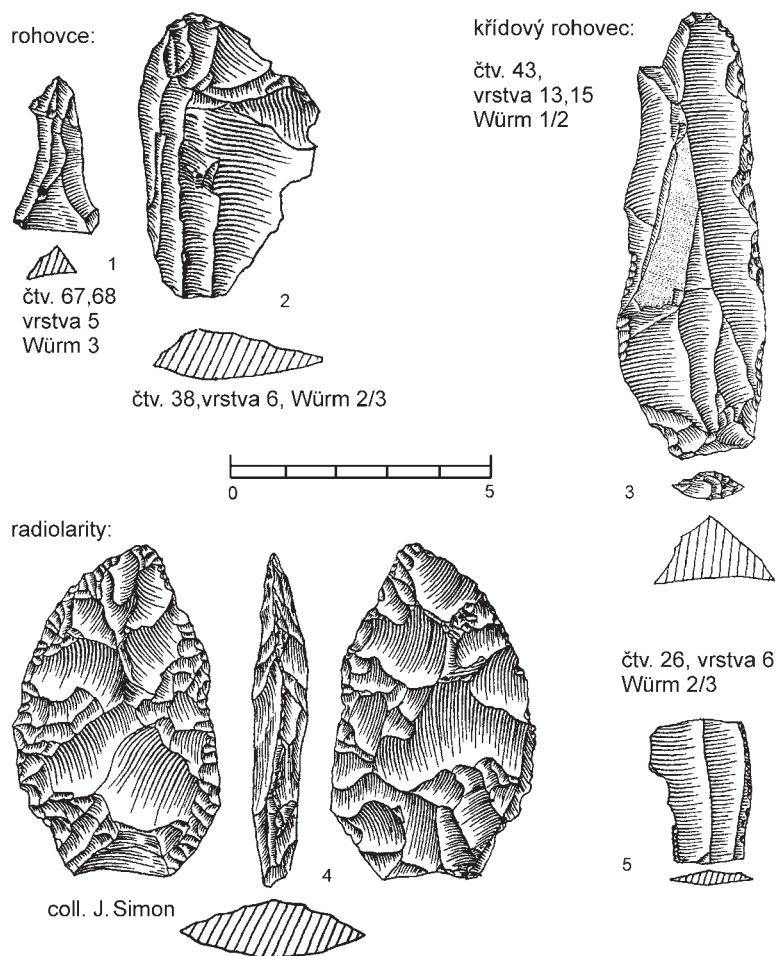 rohovce:
1
čtv. 67,68
vrstva 5
Würm 3
2
čtv. 38,vrstva 6, Würm 2/3
křídový rohovec:
čtv. 43,
vrstva 13,15
Würm 1/2
3
0 5
radiolarity:
4
coll. J. Simon
čtv. 26, vrstva 6
Würm 2/3
5